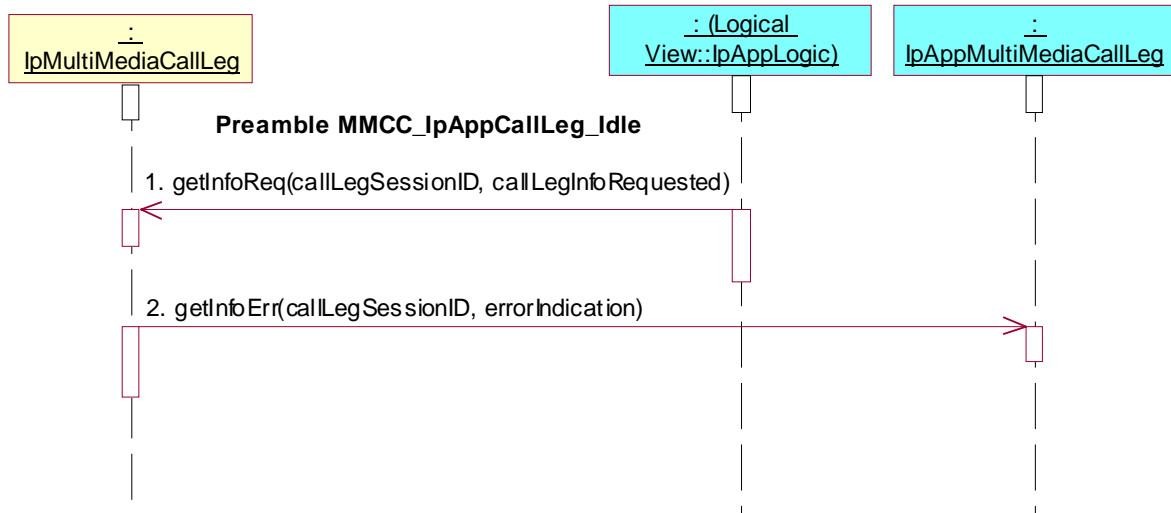 :
IpMultiMediaCallLeg
: (Logical
View::IpAppLogic)
:
IpAppMultiMediaCallLeg
Preamble MMCC_IpAppCallLeg_Idle
1. getInfoReq(callLegSessionID, callLegInfoRequested)
2. getInfoErr(callLegSessionID, errorIndication)